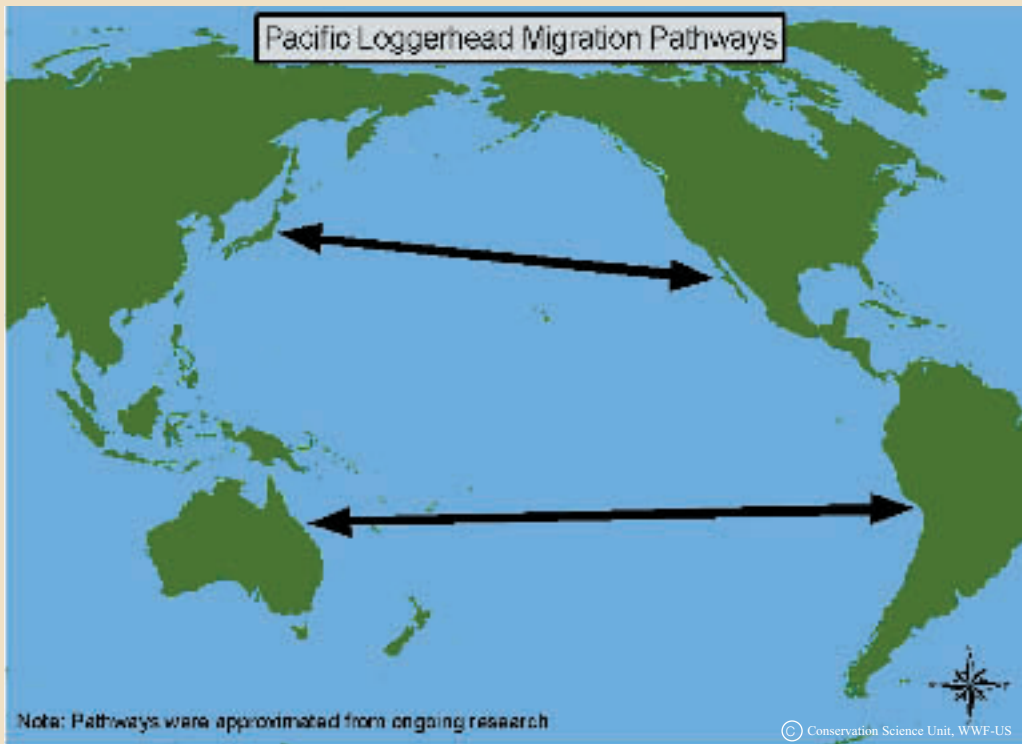 Pacific Loggerhead Migration Pathways
Note: Pathways were approximated from ongoing research
© Conservation Science Unit, WWF-US